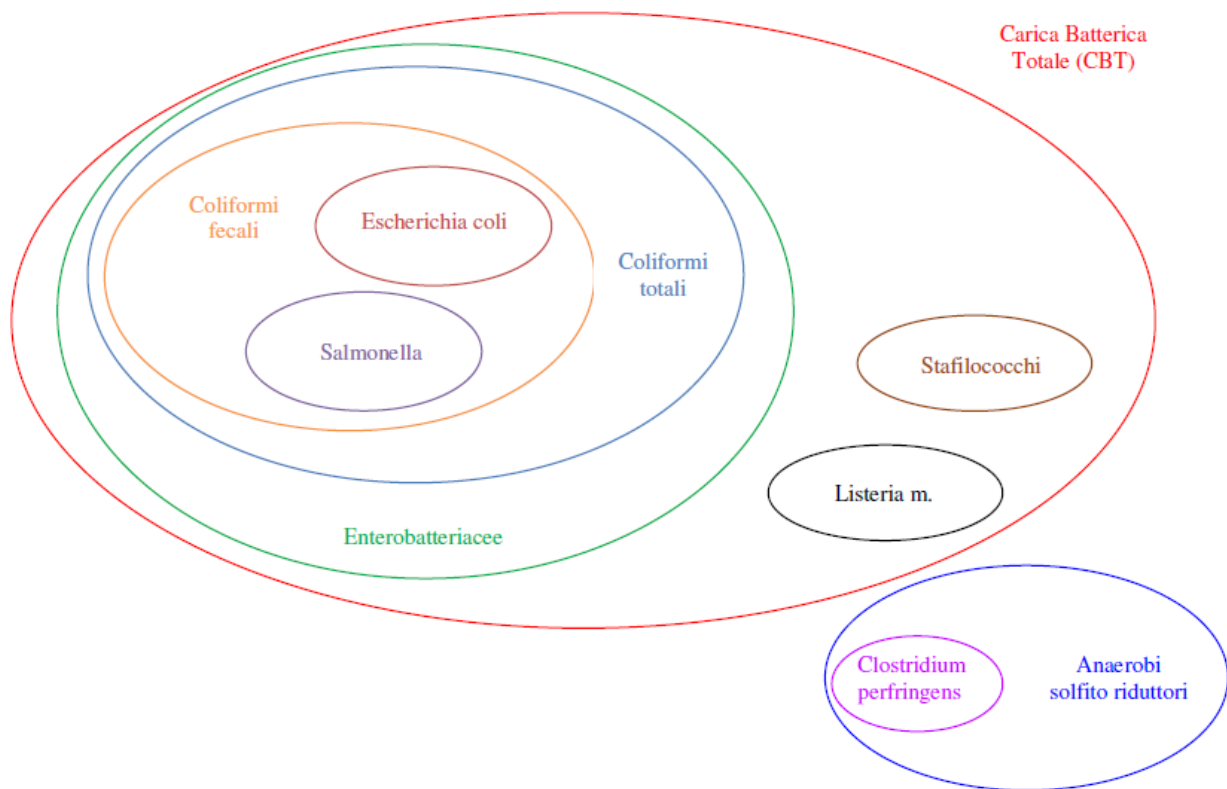 Carica Batterica
Totale (CBT)
Coliformi
fecali
Escherichia coli
Coliformi
totali
Salmonella
Stafilococchi
Listeria m.
Enterobatteriacee
Clostridium
perfringens
Anaerobi
solfito riduttori